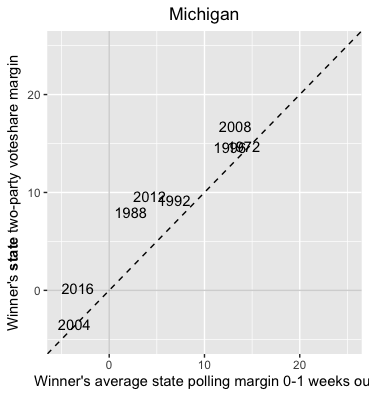 Michigan
Winner's state two-party voteshare margin
20
10
0
2008
1996
1972
2012
1992
1988
2016
2004
0 10 20
Winner's average state polling margin 0-1 weeks ou